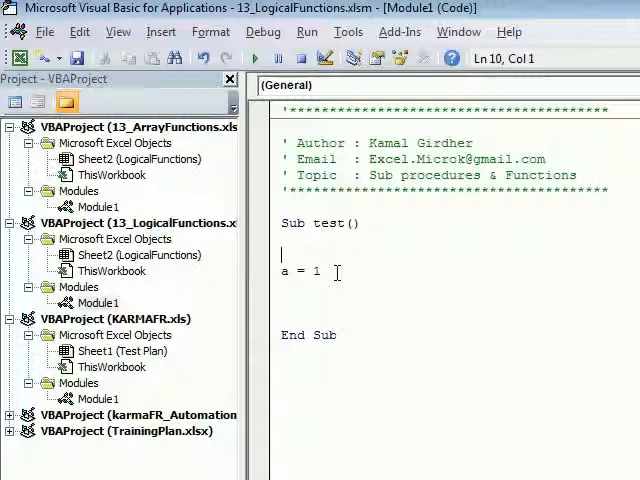 Microsoft Visual Basic for Applications - 13_LogicalFunctions.xlsm - [Module1 (Code)]
File Edit View Insert Format Debug Run Tools Add-Ins Window Help
Ln 10, Col 1
Project - VBAProject
(General)
VBAProject (13_ArrayFunctions.xls
Microsoft Excel Objects
Sheet2 (LogicalFunctions)
ThisWorkbook
Modules
Module1
VBAProject (13_LogicalFunctions.x
Microsoft Excel Objects
Sheet2 (LogicalFunctions)
ThisWorkbook
Modules
Module1
VBAProject (KARMAFR.xls)
Microsoft Excel Objects
Sheet1 (Test Plan)
ThisWorkbook
Modules
Module1
VBAProject (karmaFR_Automation
VBAProject (TrainingPlan.xlsx)
'****************************************
' Author : Kamal Girdher
' Email : Excel.Microk@gmail.com
' Topic : Sub procedures & Functions
'****************************************
Sub test()
a = 1
End Sub